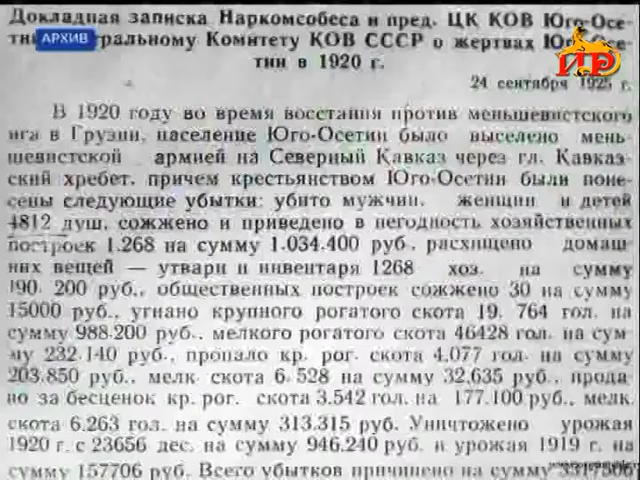 Докладная записка Наркомсобеса и пред. ЦК КОВ Юго-Осе-
АРХИВ
тральному Комитету КОВ СССР о жертвах
ИР
тии в 1920 г.
24 сентября 1925 г.
В 1920 году во время восстания против меньшевистского
ига в Грузии, население Юго-Осетии было выселено мень-
шевистской армией на Северный Кавказ через гл. Кавказ-
ский хребет, причем крестьянством Юго-Осетии были поне-
сены следующие убытки: убито мужчин, женщин и детей
4812 душ, сожжено и приведено в негодность хозяйственных
построек 1.268 на сумму 1.034.400 руб., расхищено домаш-
них вещей — утвари и инвентаря 1268 хоз. на сумму
190. 200 руб., общественных построек сожжено 30 на сумму
15000 руб., угнано крупного рогатого скота 19. 764 гол. на
сумму 988.200 руб., мелкого рогатого скота 46428 гол. на сум-
му 232.140 руб., пропало кр. рог. скота 4.077 гол. на сумму
203.850 руб., мелк. скота 6.528 на сумму 32,635 руб., прода-
но за бесценок кр. рог. скота 3.542 гол. на 177.100 руб., мелк.
скота 6.263 гол. на сумму 313.315 руб. Уничтожено урожая
1920 г. с 23656 дес. на сумму 946.240 руб. и урожая 1919 г. на
сумму 157706 руб. Всего убытков причинено на сумму